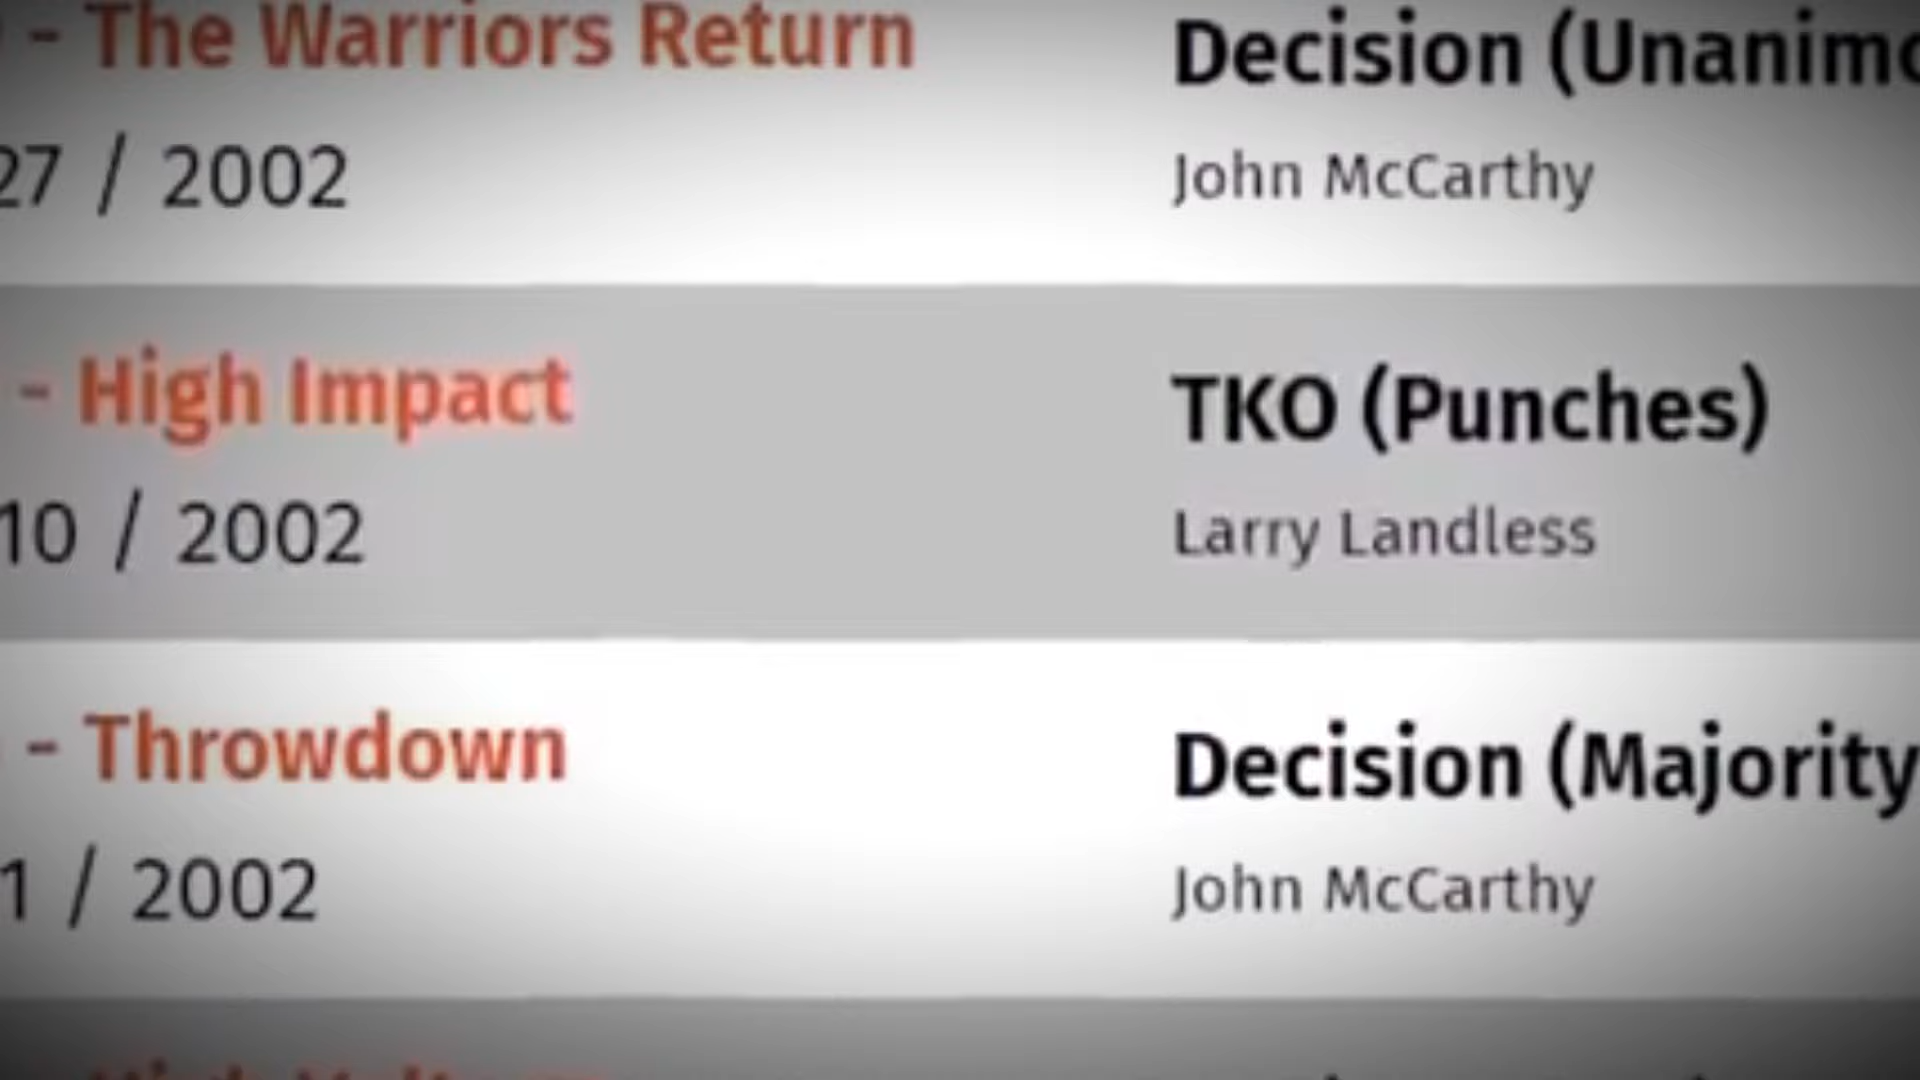 - The Warriors Return
Decision (Unanimo
27 / 2002
John McCarthy
- High Impact
TKO (Punches)
10 / 2002
Larry Landless
- Throwdown
Decision (Majority
1 / 2002
John McCarthy